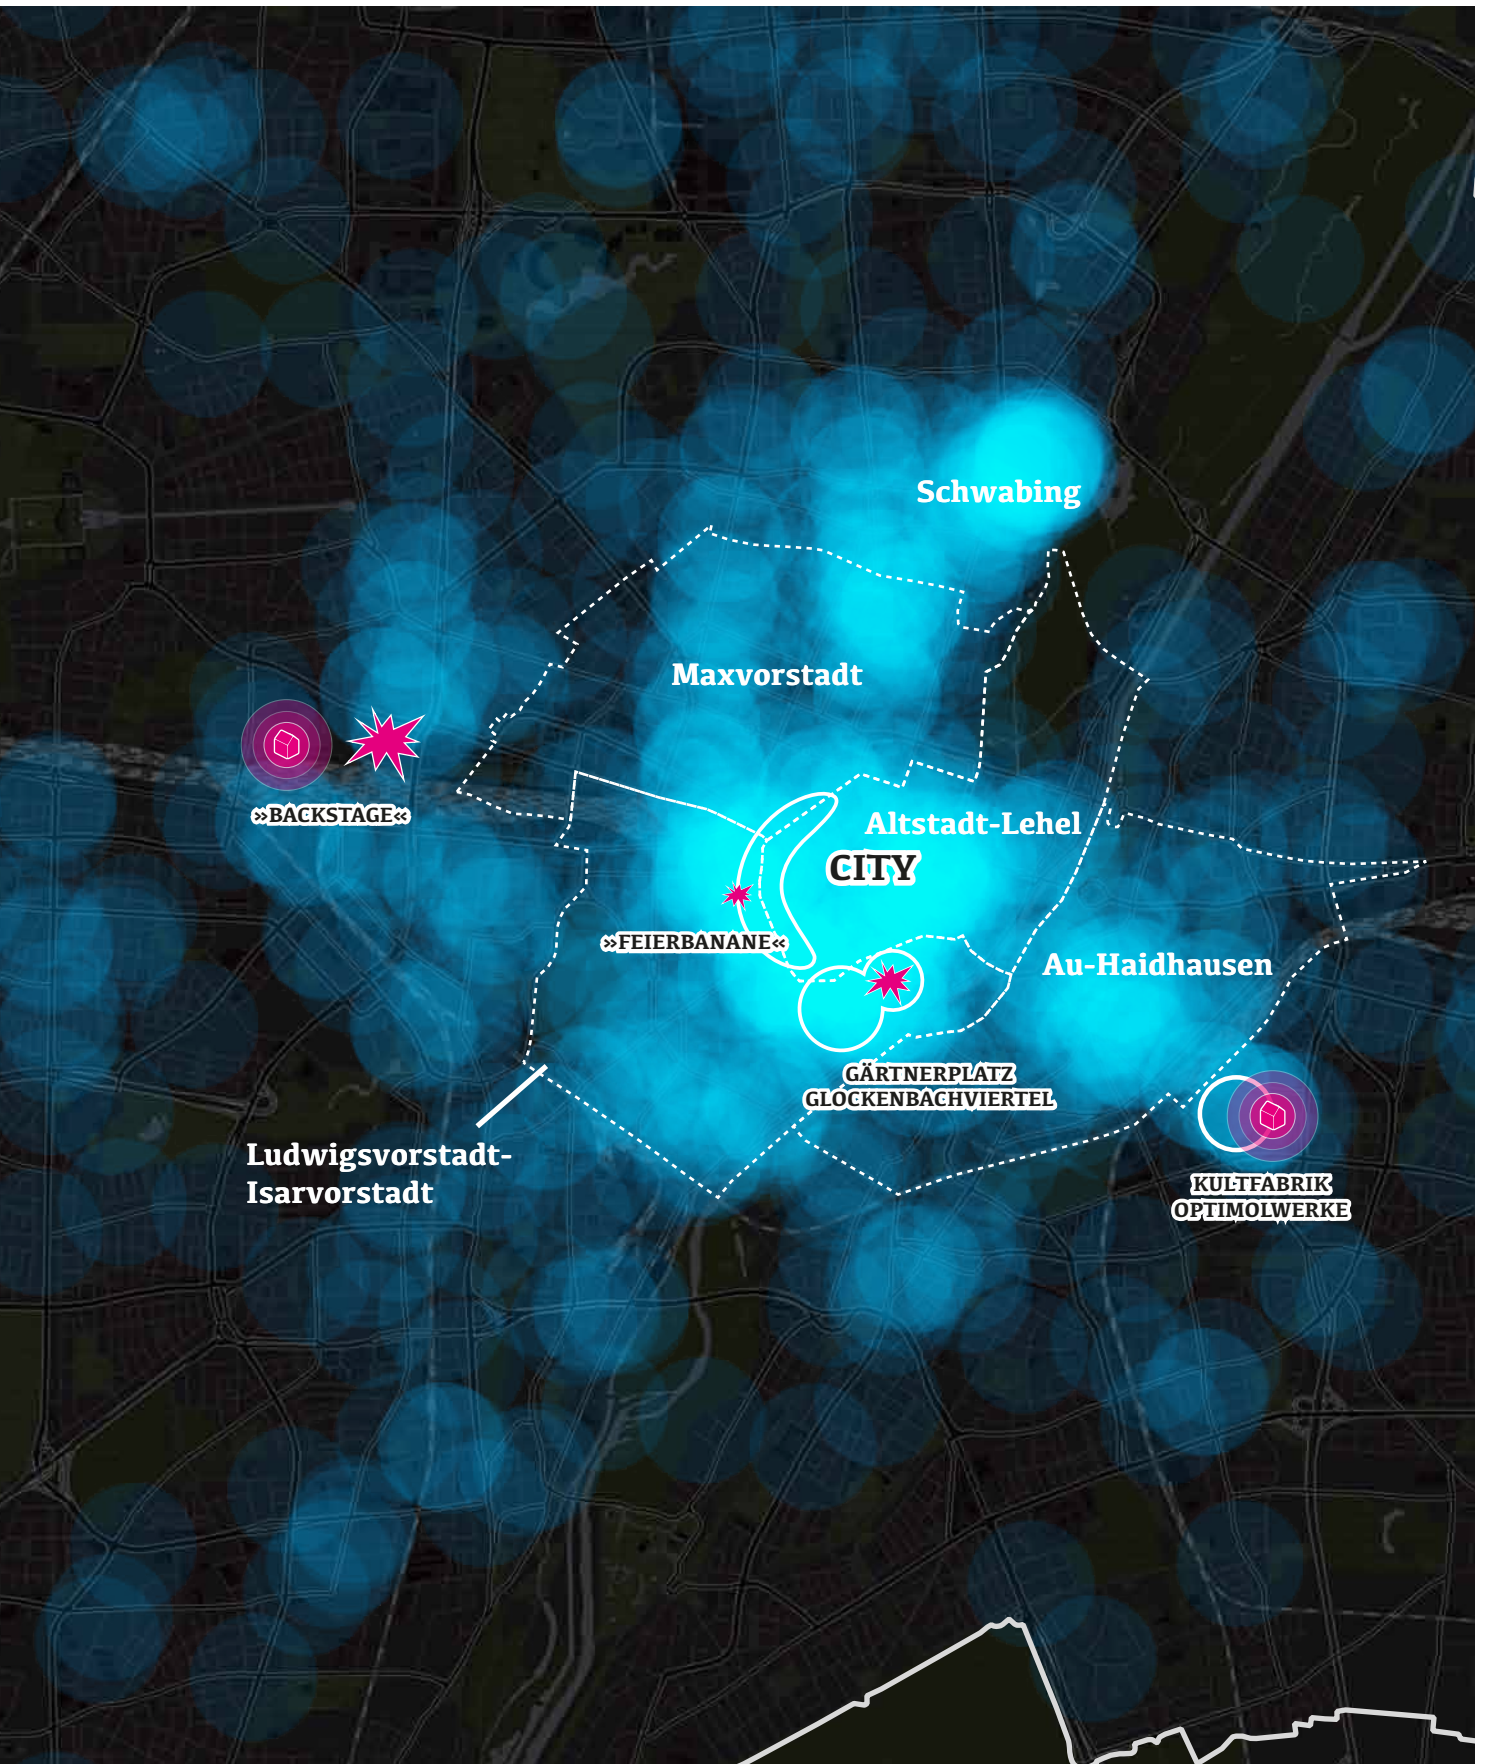 Schwabing
Maxvorstadt
»BACKSTAGE«
Altstadt-Lehel
CITY
»FEIERBANANE«
Au-Haidhausen
GÄRTNERPLATZ
GLOCKENBACHVIERTEL
Ludwigsvorstadt-
Isarvorstadt
KULTFABRIK
OPTIMOLWERKE